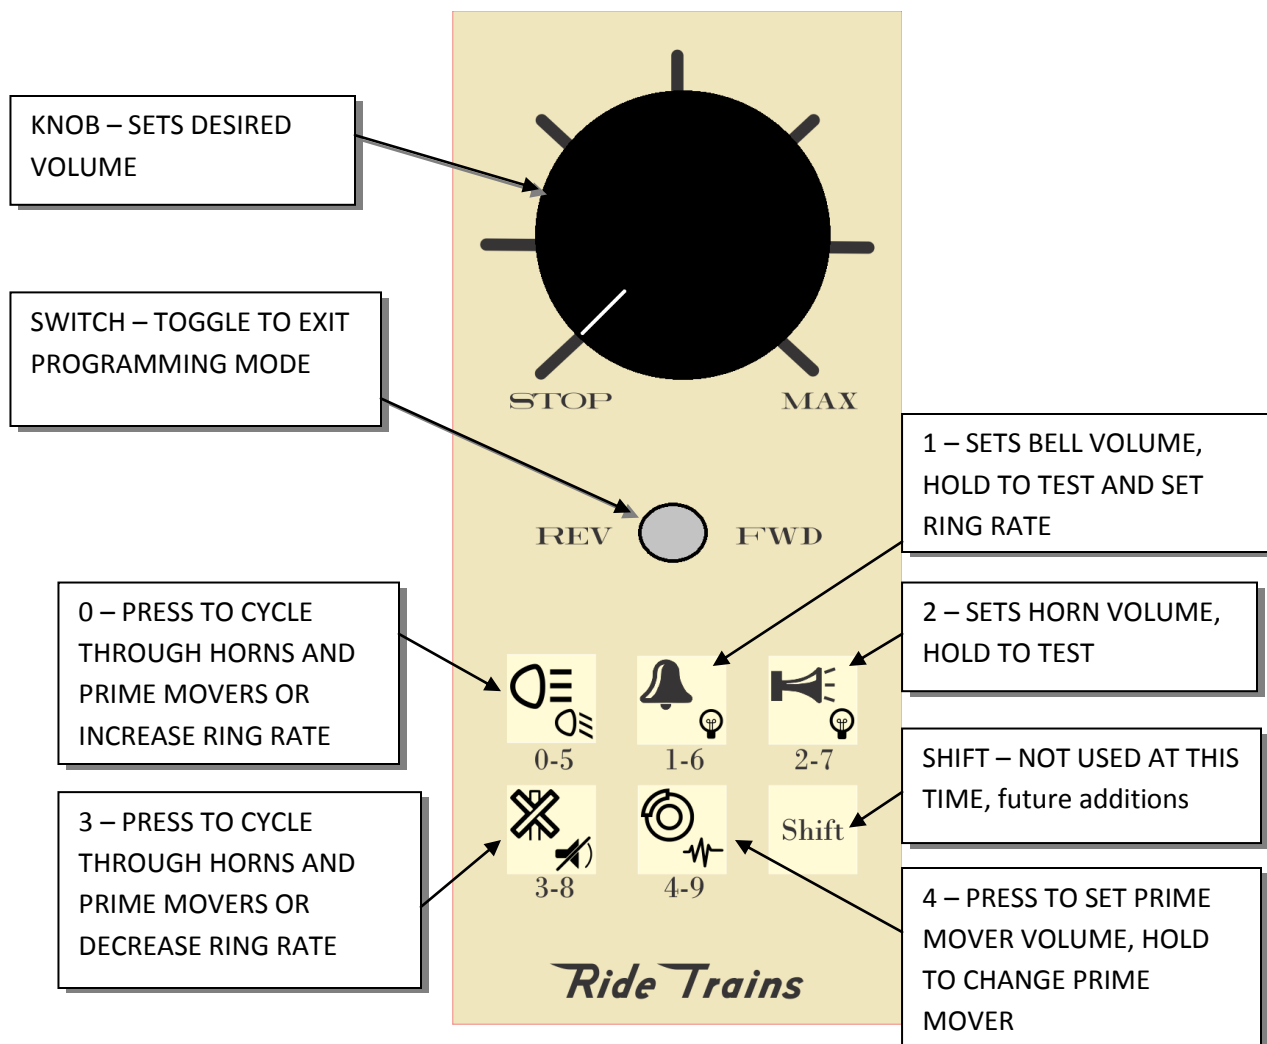 KNOB – SETS DESIRED
VOLUME
SWITCH – TOGGLE TO EXIT
PROGRAMMING MODE
STOP
MAX
REV
FWD
1 – SETS BELL VOLUME,
HOLD TO TEST AND SET
RING RATE
0 – PRESS TO CYCLE
THROUGH HORNS AND
PRIME MOVERS OR
INCREASE RING RATE
2 – SETS HORN VOLUME,
HOLD TO TEST
0-5
1-6
2-7
SHIFT – NOT USED AT THIS
TIME, future additions
3 – PRESS TO CYCLE
THROUGH HORNS AND
PRIME MOVERS OR
DECREASE RING RATE
Shift
3-8
4-9
4 – PRESS TO SET PRIME
MOVER VOLUME, HOLD
TO CHANGE PRIME
MOVER
Ride Trains